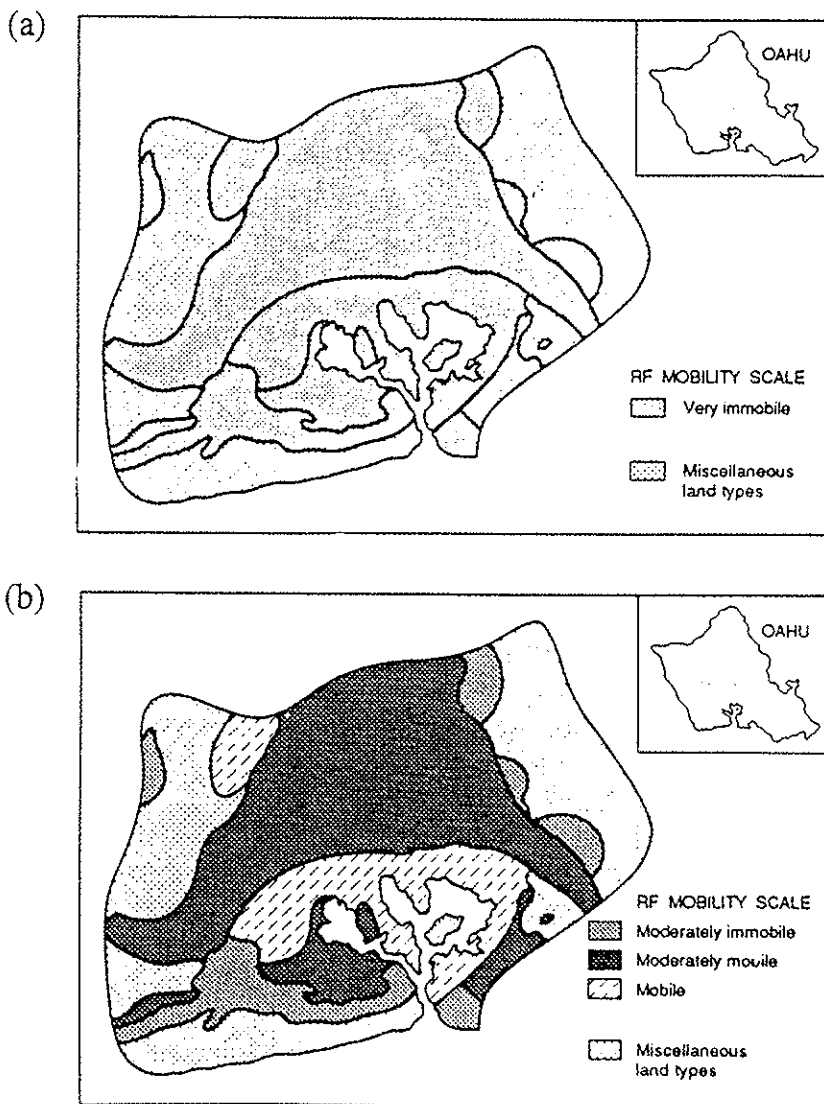 (a)
OAHU
RF MOBILITY SCALE
Very immobile
Miscellaneous
land types
(b)
OAHU
RF MOBILITY SCALE
Moderately immobile
Moderately movile
Mobile
Miscellaneous
land types